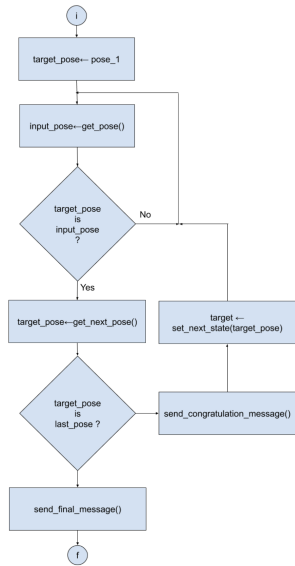 i
target_pose← pose_1
input_pose←get_pose()
target_pose
is
input_pose
?
No
Yes
target_pose←get_next_pose()
target ←
set_next_state(target_pose)
target_pose
is
last_pose ?
send_congratulation_message()
send_final_message()
f